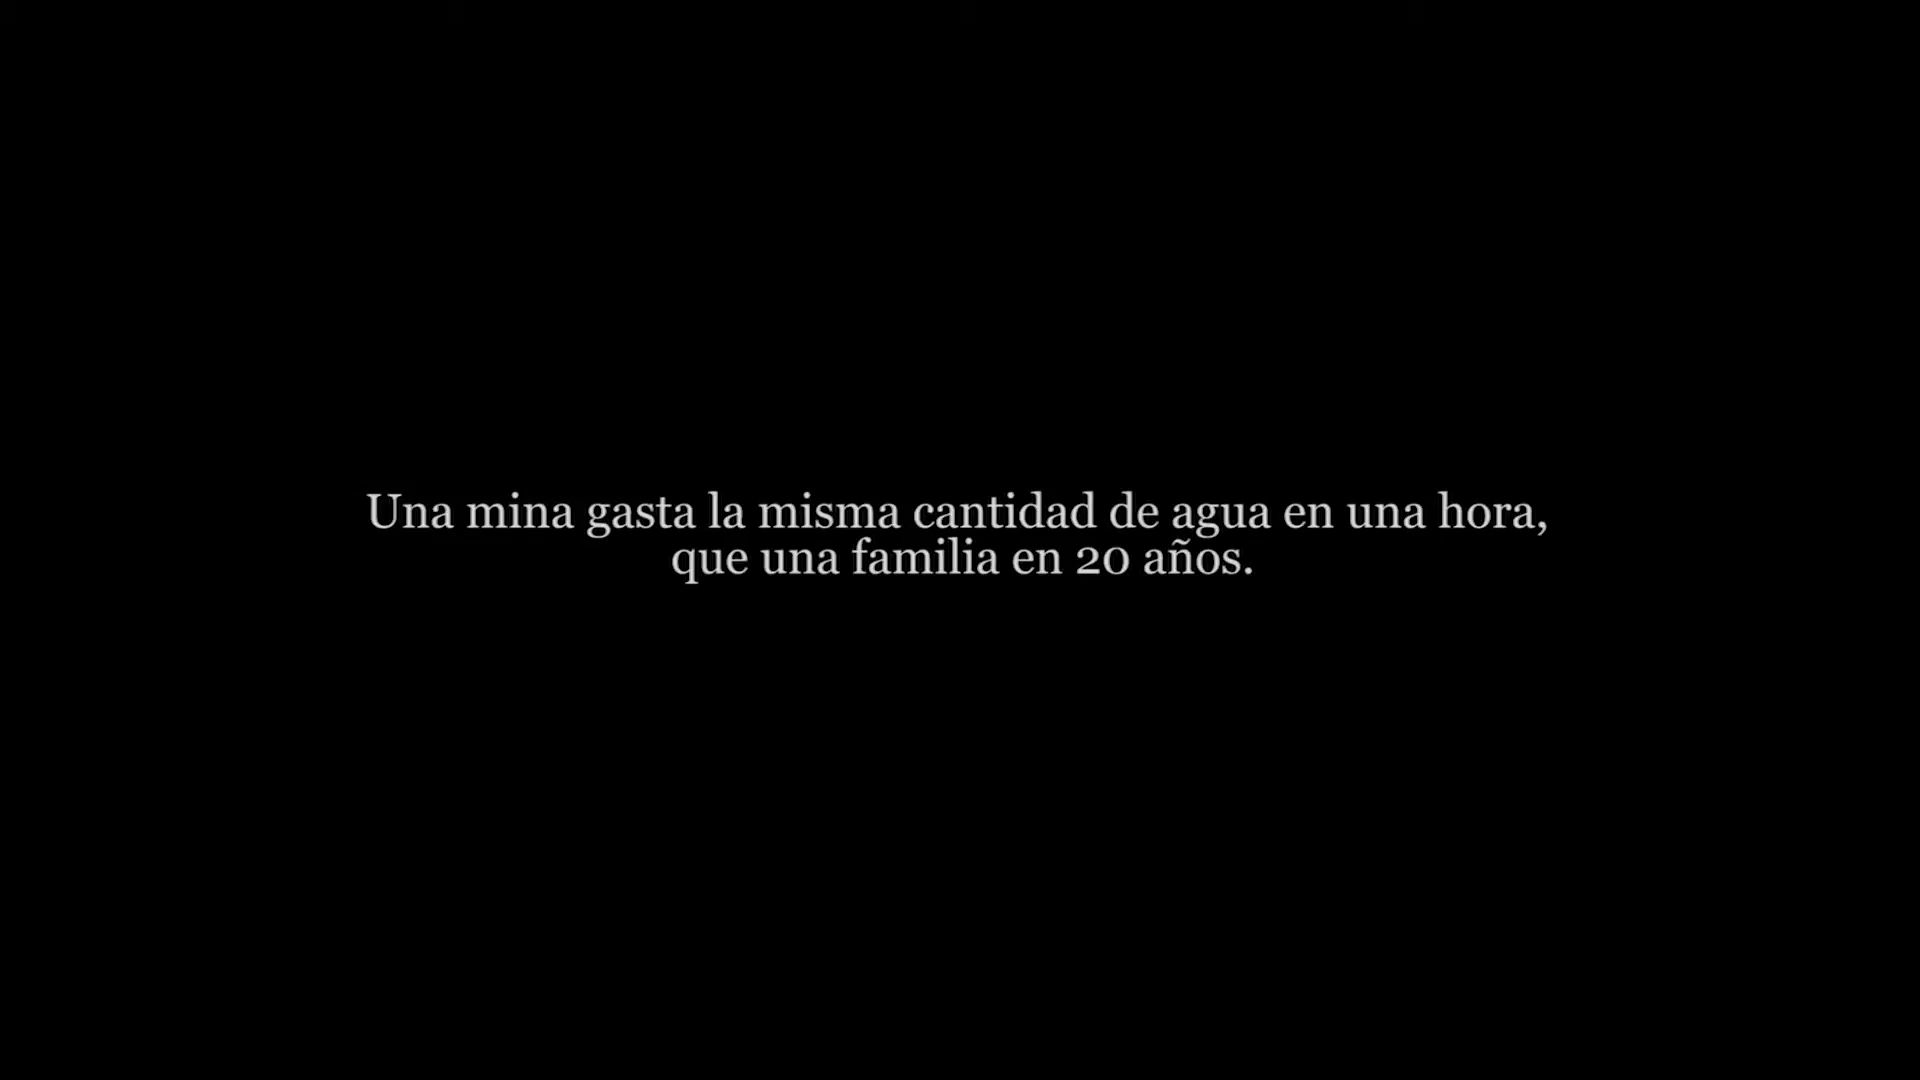 Una mina gasta la misma cantidad de agua en una hora,
que una familia en 20 años.